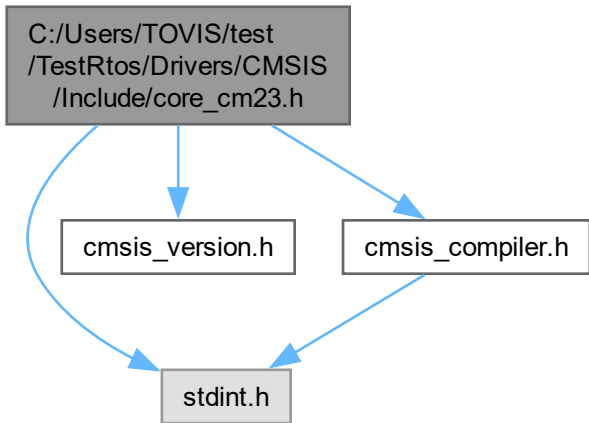 C:/Users/TOVIS/test
/TestRtos/Drivers/CMSIS
/Include/core_cm23.h
cmsis_version.h
cmsis_compiler.h
stdint.h